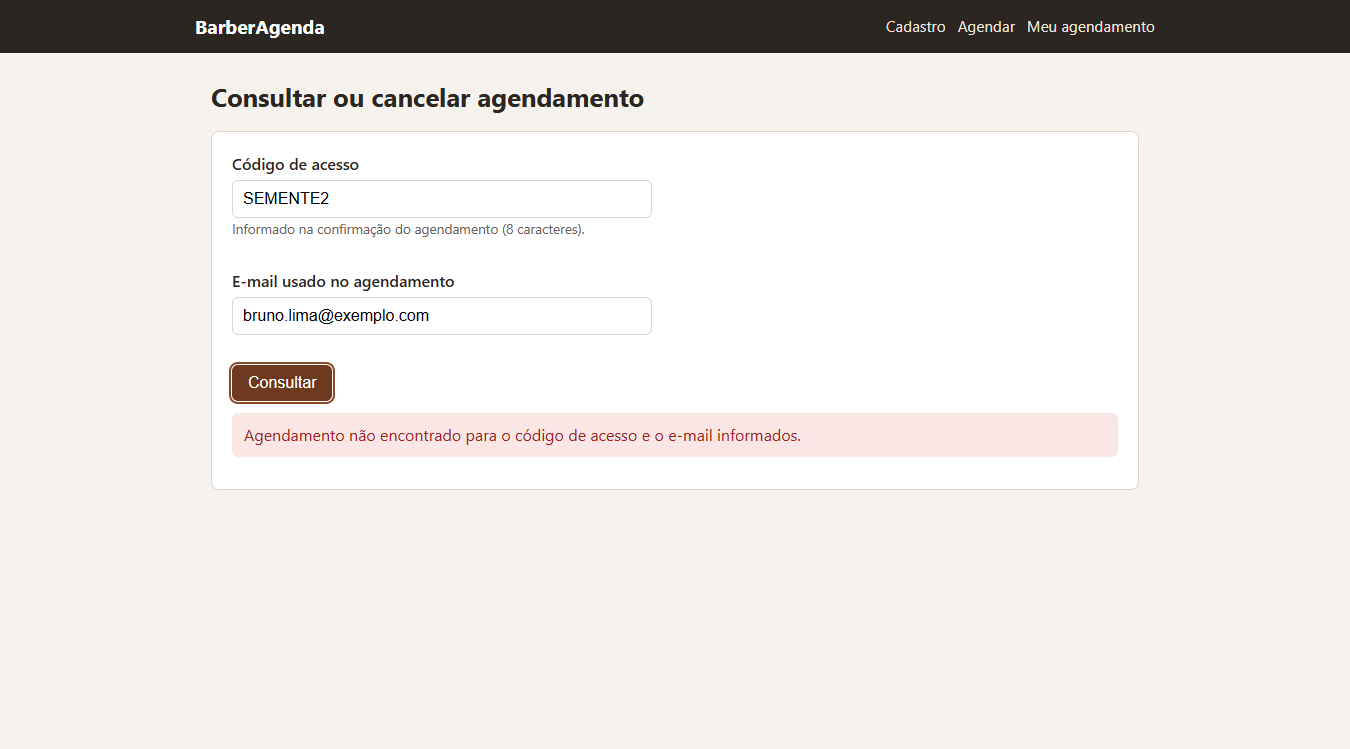 BarberAgenda
Cadastro Agendar Meu agendamento
Consultar ou cancelar agendamento
Código de acesso
SEMENTE2
Informado na confirmação do agendamento (8 caracteres).
E-mail usado no agendamento
bruno.lima@exemplo.com
Consultar
Agendamento não encontrado para o código de acesso e o e-mail informados.